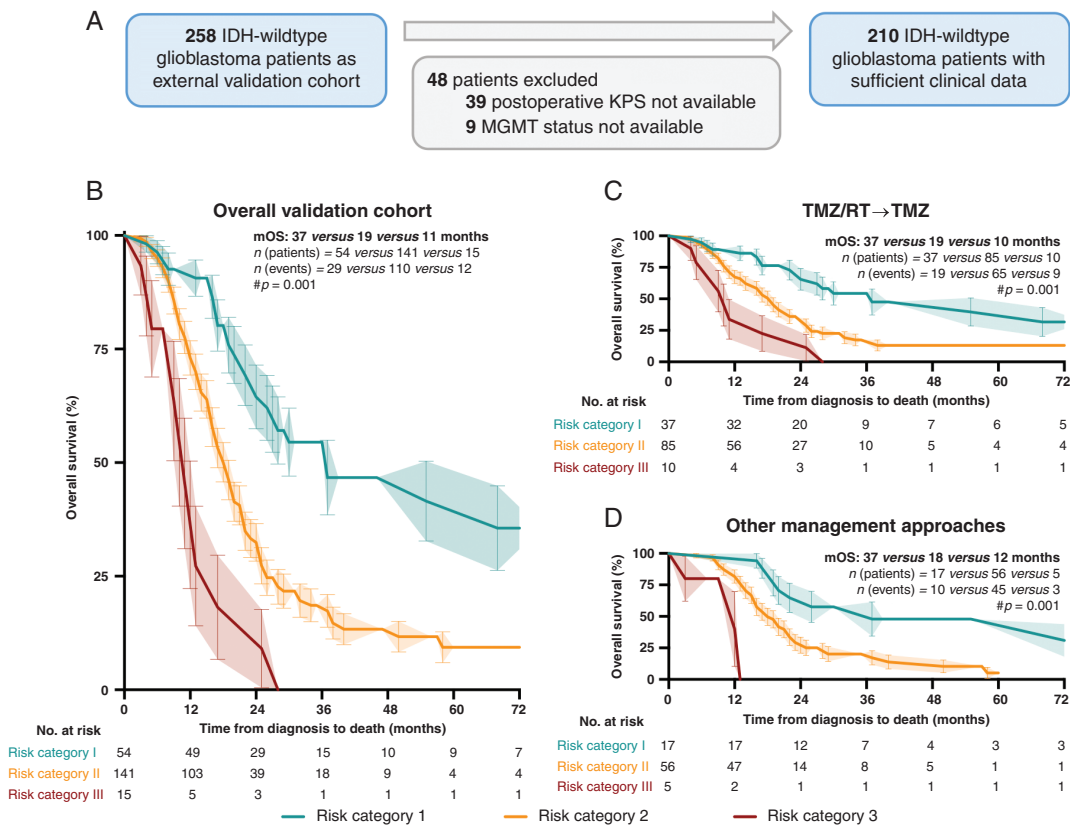 A
258 IDH-wildtype
glioblastoma patients as
external validation cohort
48 patients excluded
39 postoperative KPS not available
9 MGMT status not available
210 IDH-wildtype
glioblastoma patients with
sufficient clinical data
B
Overall validation cohort
mOS: 37 versus 19 versus 11 months
n (patients) = 54 versus 141 versus 15
n (events) = 29 versus 110 versus 12
#p = 0.001
Overall survival (%)
100
75
50
25
0
0 12 24 36 48 60 72
Time from diagnosis to death (months)
No. at risk
Risk category I 54 49 29 15 10 9 7
Risk category II 141 103 39 18 9 4 4
Risk category III 15 5 3 1 1 1 1
C
TMZ/RT→TMZ
mOS: 37 versus 19 versus 10 months
n (patients) = 37 versus 85 versus 10
n (events) = 19 versus 65 versus 9
#p = 0.001
Overall survival (%)
100
75
50
25
0
0 12 24 36 48 60 72
Time from diagnosis to death (months)
No. at risk
Risk category I 37 32 20 9 7 6 5
Risk category II 85 56 27 10 5 4 4
Risk category III 10 4 3 1 1 1 1
D
Other management approaches
mOS: 37 versus 18 versus 12 months
n (patients) = 17 versus 56 versus 5
n (events) = 10 versus 45 versus 3
#p = 0.001
Overall survival (%)
100
75
50
25
0
0 12 24 36 48 60 72
Time from diagnosis to death (months)
No. at risk
Risk category I 17 17 12 7 4 3 3
Risk category II 56 47 14 8 5 1 1
Risk category III 5 2 1 1 1 1 1
Risk category 1 Risk category 2 Risk category 3